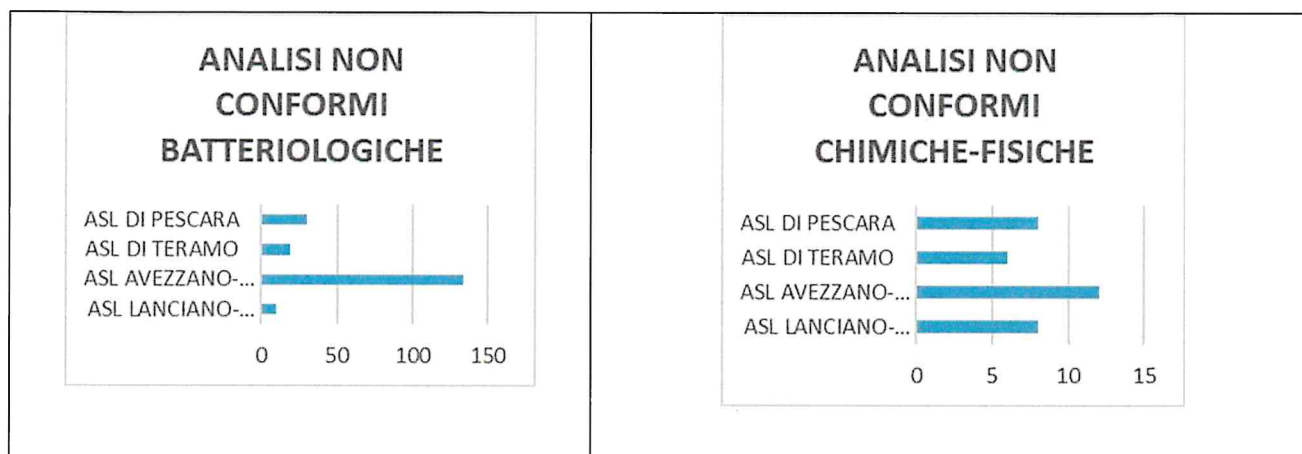 ANALISI NON
CONFORMI
BATTERIOLOGICHE
ASL DI PESCARA
ASL DI TERAMO
ASL AVEZZANO-...
ASL LANCIANO-...
0 50 100 150
ANALISI NON
CONFORMI
CHIMICHE-FISICHE
ASL DI PESCARA
ASL DI TERAMO
ASL AVEZZANO-...
ASL LANCIANO-...
0 5 10 15